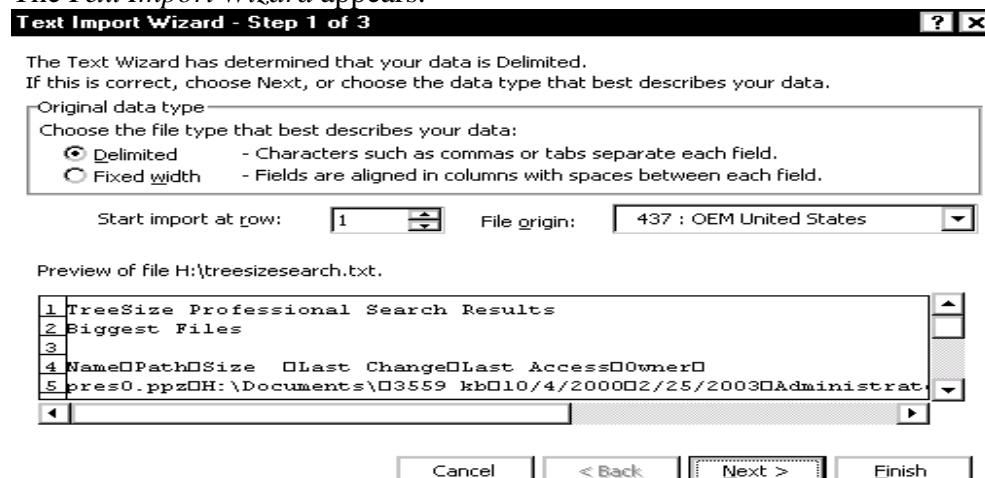 The Text Import Wizard appears.
Text Import Wizard - Step 1 of 3
The Text Wizard has determined that your data is Delimited.
If this is correct, choose Next, or choose the data type that best describes your data.
Original data type
Choose the file type that best describes your data:
Delimited - Characters such as commas or tabs separate each field.
Fixed width - Fields are aligned in columns with spaces between each field.
Start import at row: 1 File origin: 437 : OEM United States
Preview of file H:\treesizesearch.txt.
1 TreeSize Professional Search Results
2 Biggest Files
3
4 Name□Path□Size □Last Change□Last Access□Owner□
5 pres0.ppz□H:\Documents\□3559 kb□10/4/2000□2/25/2003□Administrat
Cancel < Back Next > Finish